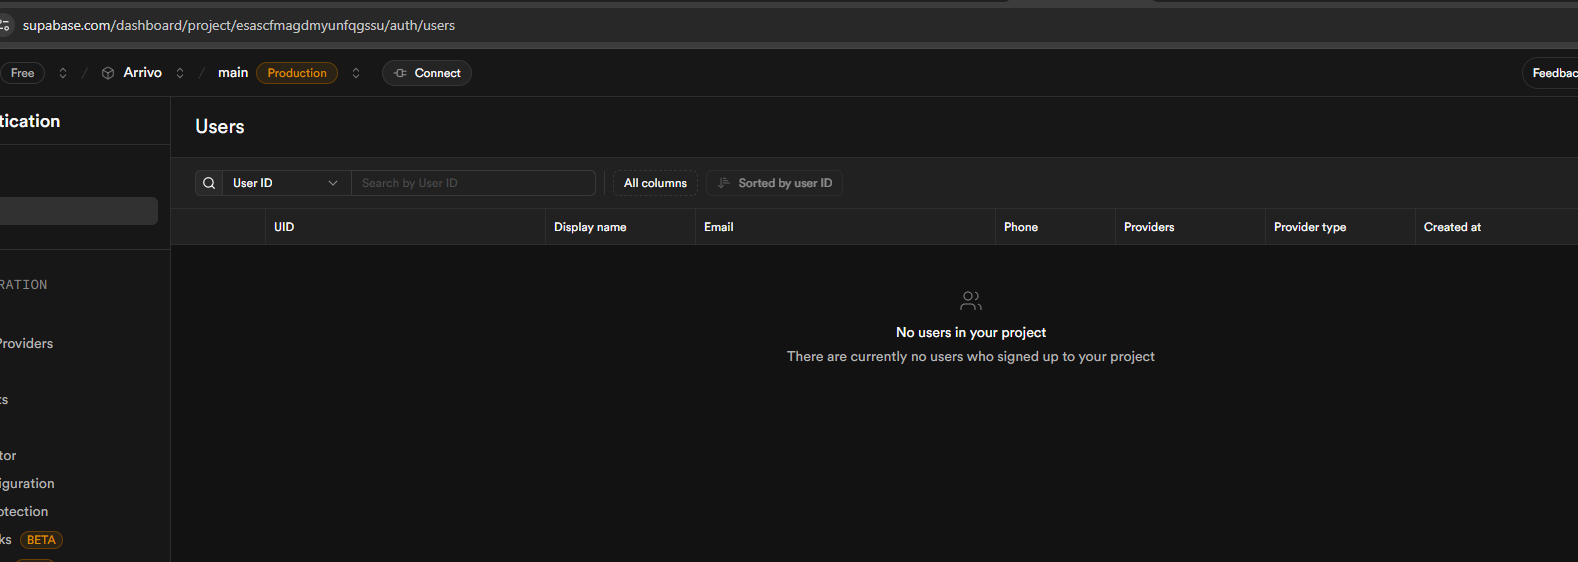 supabase.com/dashboard/project/esascfmagdmyunfqgssu/auth/users
Free / Arrivo / main Production Connect Feedbac
tication
Users
User ID Search by User ID All columns Sorted by user ID
UID Display name Email Phone Providers Provider type Created at
RATION
No users in your project
Providers
There are currently no users who signed up to your project
ts
tor
iguration
otection
ks BETA